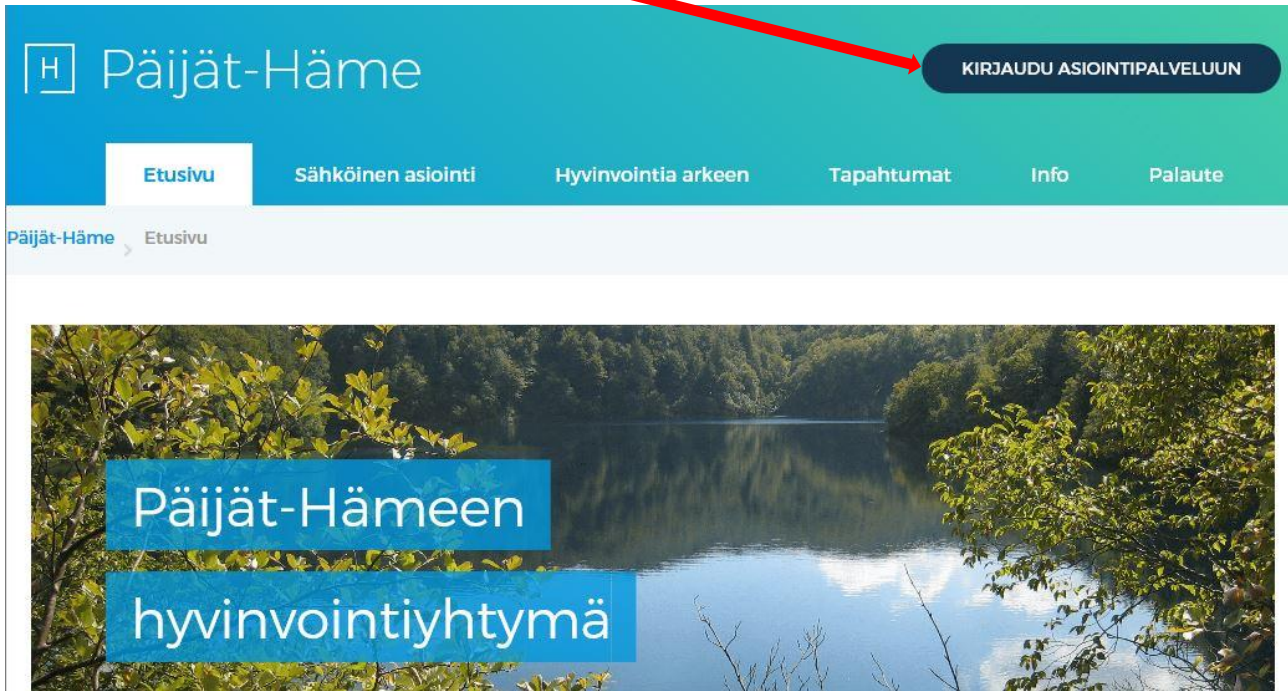 H Päijät-Häme
KIRJAUDU ASIOINTIPALVELUUN
Etusivu Sähköinen asiointi Hyvinvointia arkeen Tapahtumat Info Palaute
Päijät-Häme > Etusivu
Päijät-Hämeen
hyvinvointiyhtymä